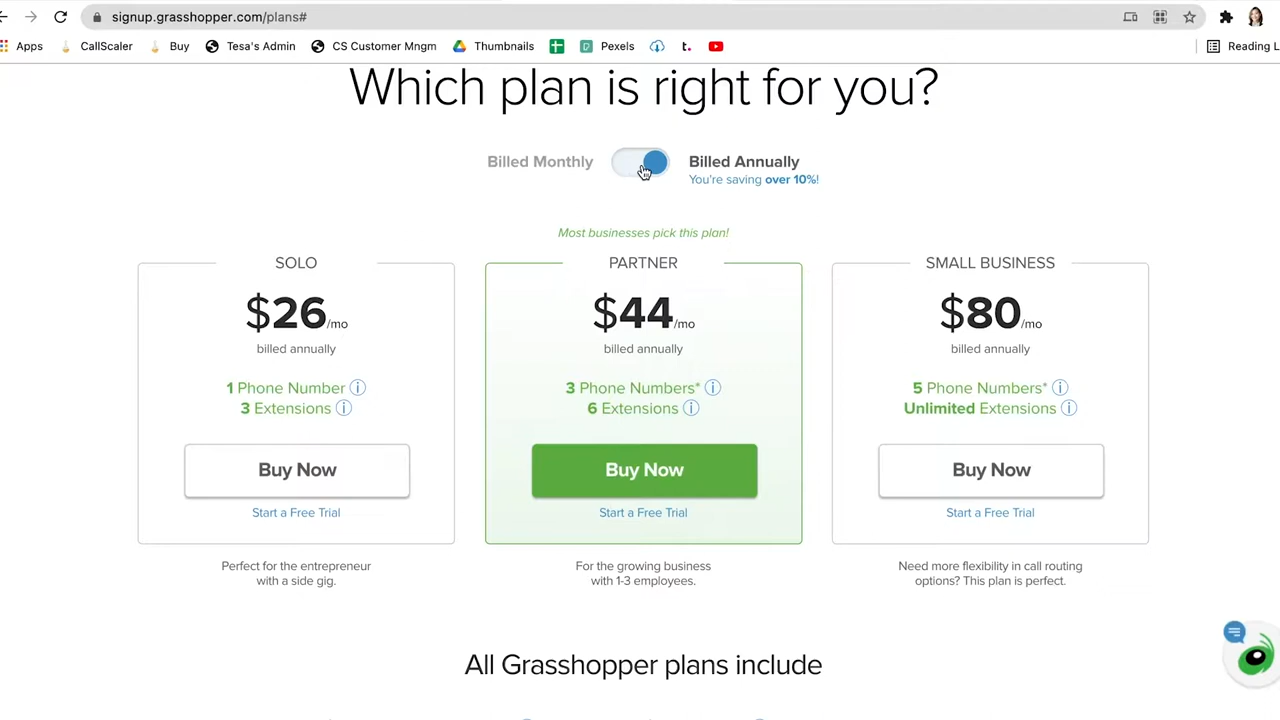 signup.grasshopper.com/plans#
Apps CallScaler Buy Tesa's Admin CS Customer Mngm Thumbnails Pexels t. Reading L
Which plan is right for you?
Billed Monthly Billed Annually
You're saving over 10%!
Most businesses pick this plan!
SOLO
$26/mo
billed annually
1 Phone Number
3 Extensions
Buy Now
Start a Free Trial
Perfect for the entrepreneur
with a side gig.
PARTNER
$44/mo
billed annually
3 Phone Numbers*
6 Extensions
Buy Now
Start a Free Trial
For the growing business
with 1-3 employees.
SMALL BUSINESS
$80/mo
billed annually
5 Phone Numbers*
Unlimited Extensions
Buy Now
Start a Free Trial
Need more flexibility in call routing
options? This plan is perfect.
All Grasshopper plans include